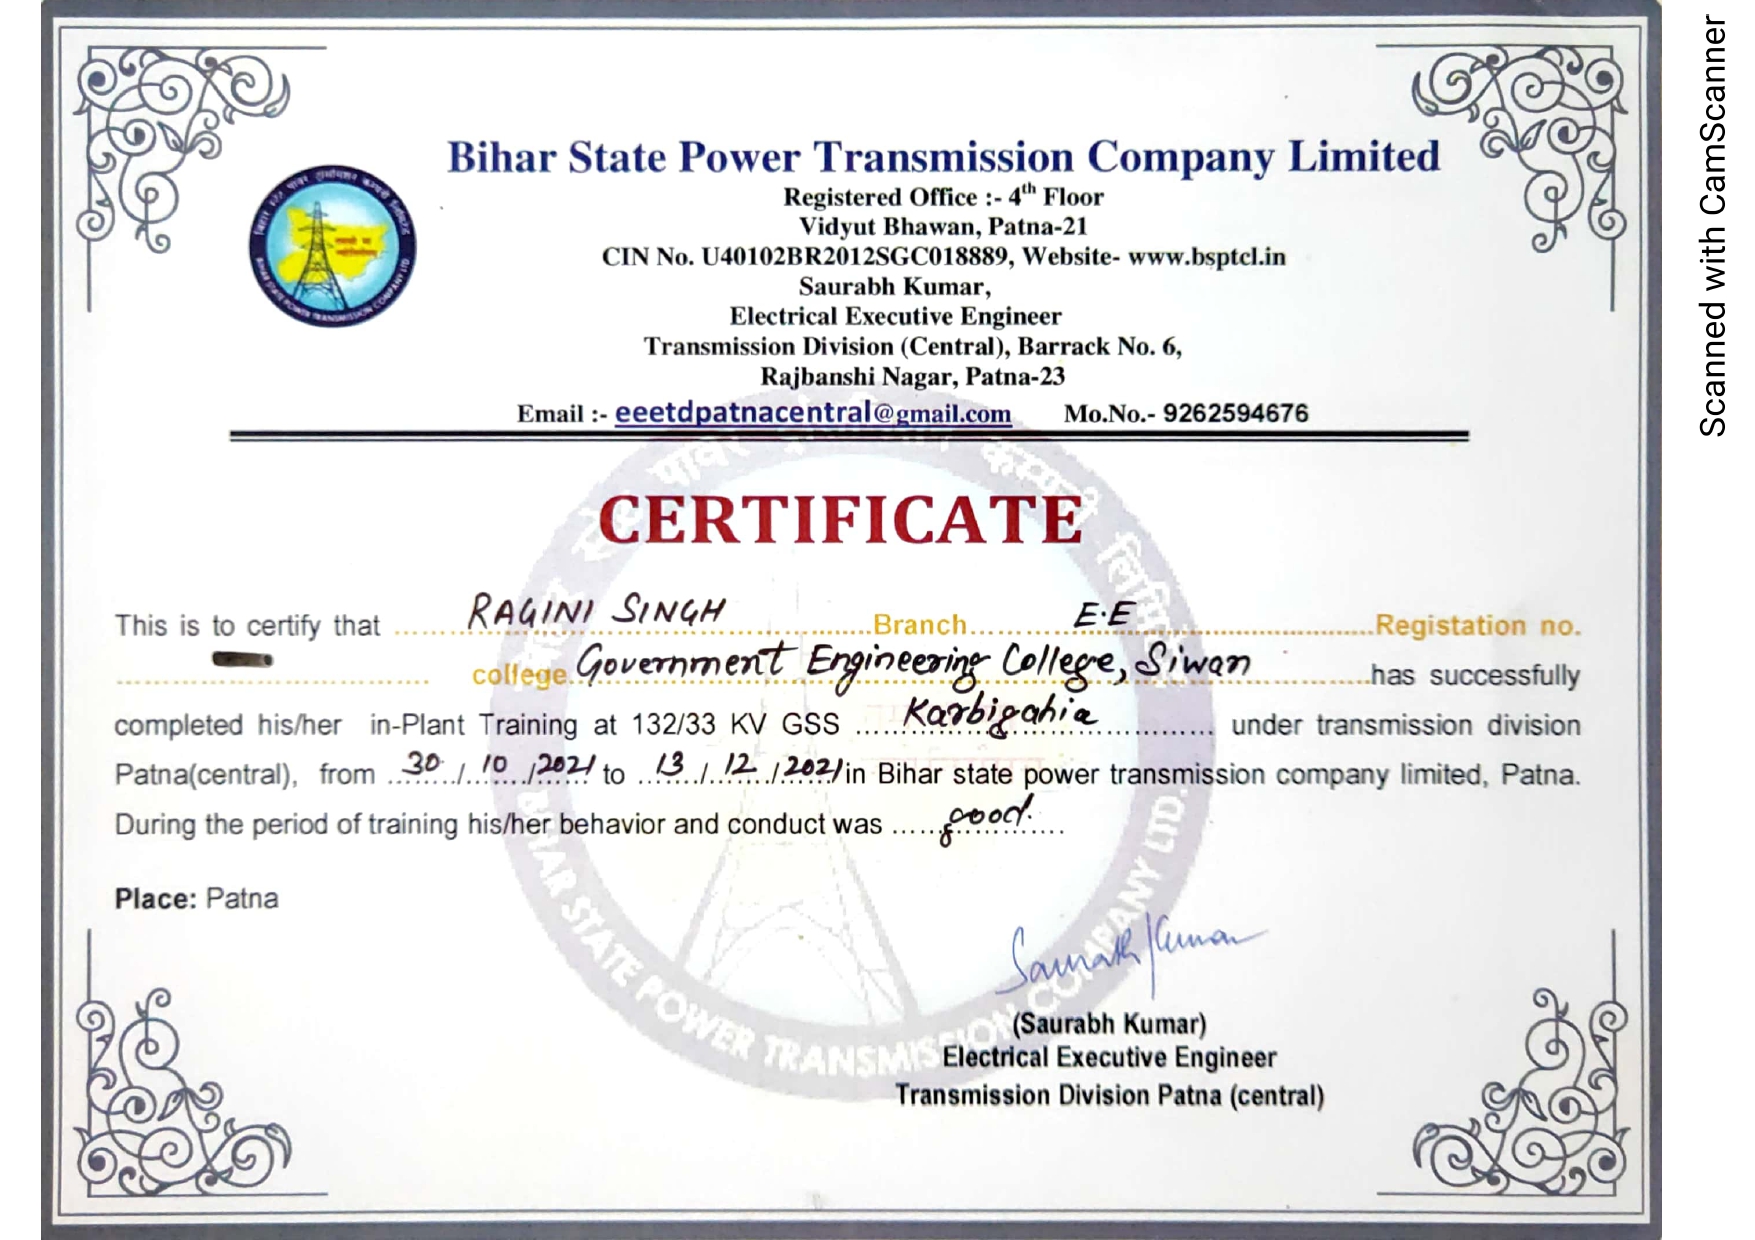 Bihar State Power Transmission Company Limited
Registered Office :- 4th Floor
Vidyut Bhawan, Patna-21
CIN No. U40102BR2012SGC018889, Website- www.bsptcl.in
Saurabh Kumar,
Electrical Executive Engineer
Transmission Division (Central), Barrack No. 6,
Rajbanshi Nagar, Patna-23
Email :- eeetdpatnacentral@gmail.com Mo.No.- 9262594676
CERTIFICATE
This is to certify that RAGINI SINGH Branch E.E Registation no.
college Government Engineering College, Siwan has successfully
completed his/her in-Plant Training at 132/33 KV GSS Karbigahia under transmission division
Patna(central), from 30/10/2021 to 13/12/2021 in Bihar state power transmission company limited, Patna.
During the period of training his/her behavior and conduct was good.
Place: Patna
Saurabh Kumar
(Saurabh Kumar)
Electrical Executive Engineer
Transmission Division Patna (central)
BIHAR STATE POWER TRANSMISSION COMPANY LTD.
Scanned with CamScanner